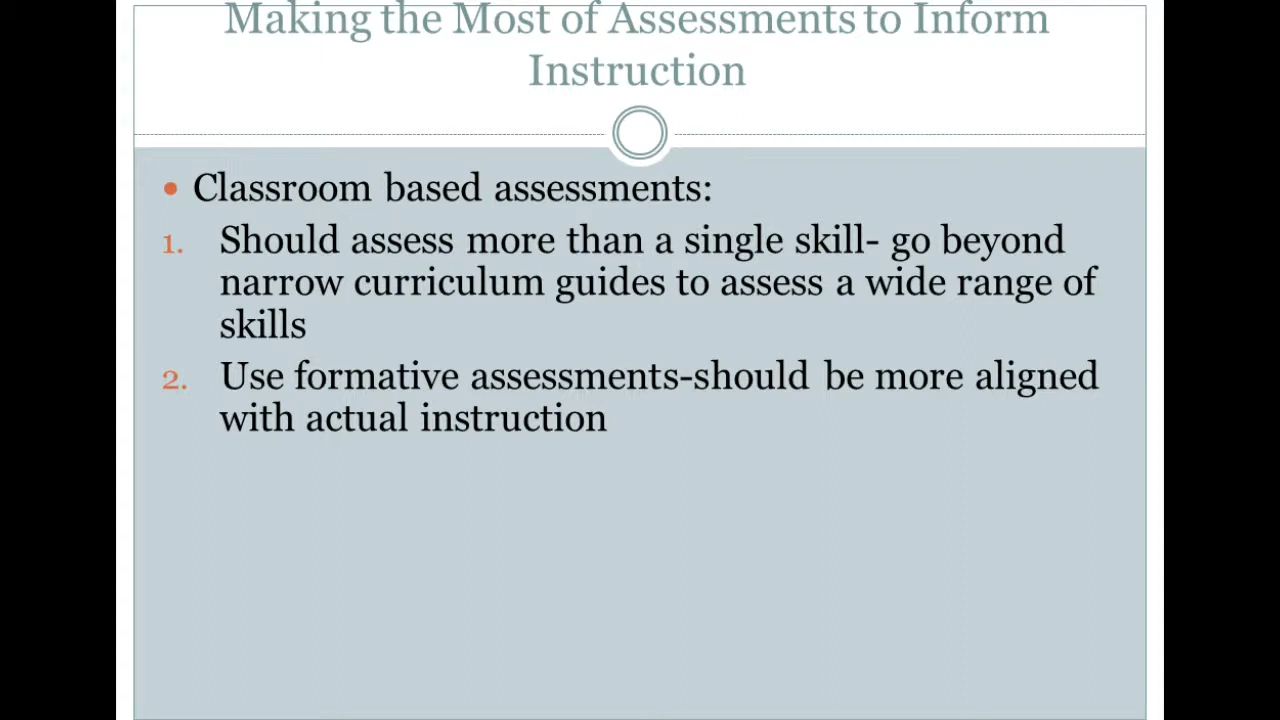 Making the Most of Assessments to Inform
Instruction
• Classroom based assessments:
1. Should assess more than a single skill- go beyond
narrow curriculum guides to assess a wide range of
skills
2. Use formative assessments-should be more aligned
with actual instruction